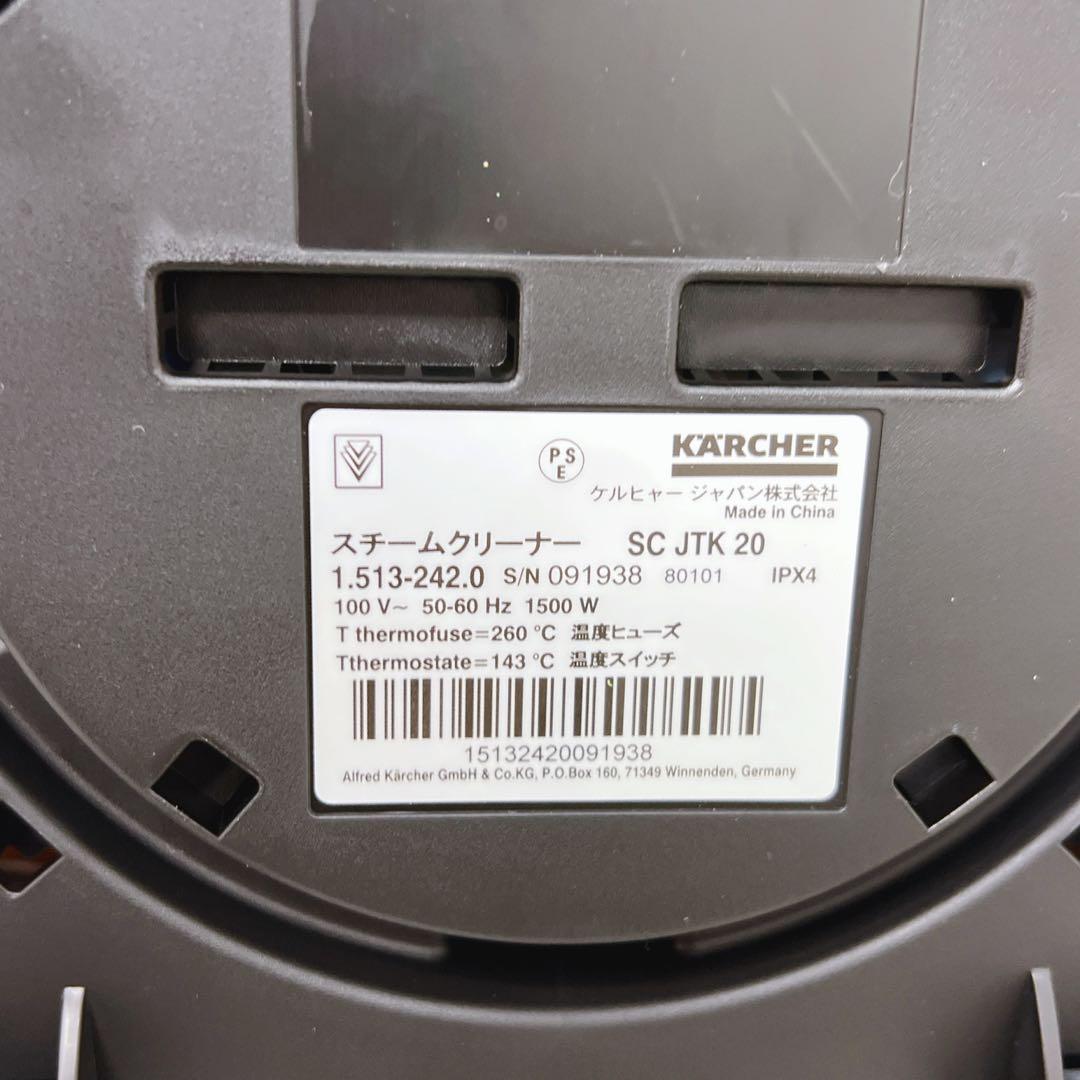 P S
E
KÄRCHER
ケルヒャー ジャパン株式会社
Made in China
スチームクリーナー SC JTK 20
1.513-242.0 S/N 091938 80101 IPX4
100 V~ 50-60 Hz 1500 W
T thermofuse=260 °C 温度ヒューズ
Tthermostate=143 °C 温度スイッチ
15132420091938
Alfred Kärcher GmbH & Co.KG, P.O.Box 160, 71349 Winnenden, Germany